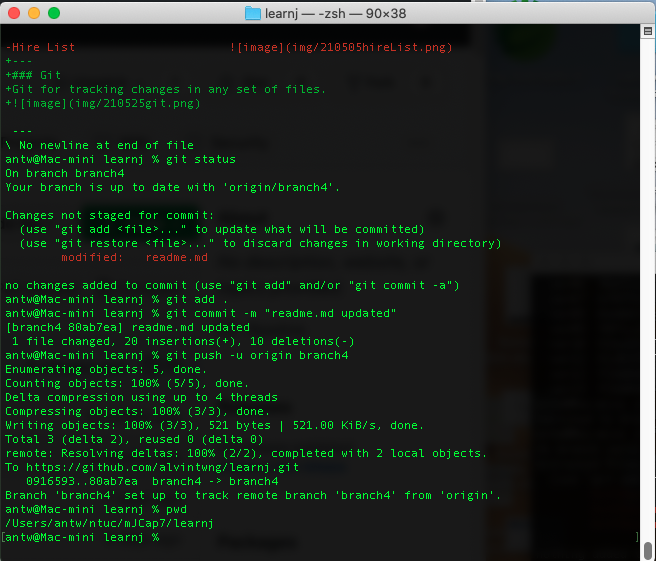 learnj — -zsh — 90×38
-Hire List                      ![image](img/210505hireList.png)
+---
+### Git
+Git for tracking changes in any set of files.
+![image](img/210525git.png)
 ---
\ No newline at end of file
antw@Mac-mini learnj % git status
On branch branch4
Your branch is up to date with 'origin/branch4'.
Changes not staged for commit:
  (use "git add <file>..." to update what will be committed)
  (use "git restore <file>..." to discard changes in working directory)
        modified:   readme.md
no changes added to commit (use "git add" and/or "git commit -a")
antw@Mac-mini learnj % git add .
antw@Mac-mini learnj % git commit -m "readme.md updated"
[branch4 80ab7ea] readme.md updated
 1 file changed, 20 insertions(+), 10 deletions(-)
antw@Mac-mini learnj % git push -u origin branch4
Enumerating objects: 5, done.
Counting objects: 100% (5/5), done.
Delta compression using up to 4 threads
Compressing objects: 100% (3/3), done.
Writing objects: 100% (3/3), 521 bytes | 521.00 KiB/s, done.
Total 3 (delta 2), reused 0 (delta 0)
remote: Resolving deltas: 100% (2/2), completed with 2 local objects.
To https://github.com/alvintwng/learnj.git
   0916593..80ab7ea  branch4 -> branch4
Branch 'branch4' set up to track remote branch 'branch4' from 'origin'.
antw@Mac-mini learnj % pwd
/Users/antw/ntuc/mJCap7/learnj
[antw@Mac-mini learnj % ]